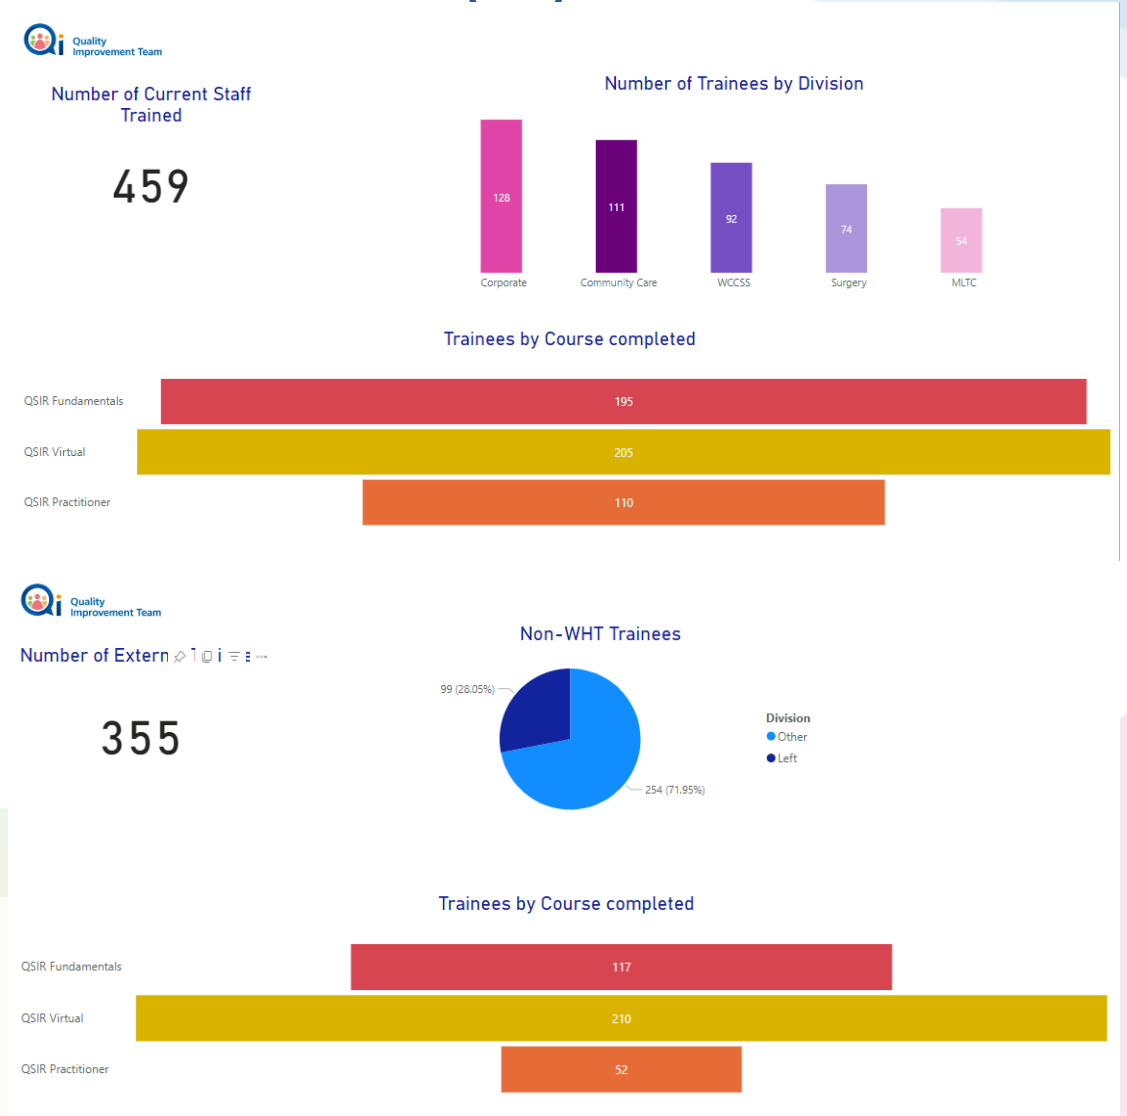 Quality
Improvement Team
Number of Current Staff
Trained
459
Number of Trainees by Division
128
111
92
74
54
Corporate
Community Care
WCCSS
Surgery
MLTC
Trainees by Course completed
QSIR Fundamentals
195
QSIR Virtual
205
QSIR Practitioner
110
Quality
Improvement Team
Number of Extern
355
Non-WHT Trainees
99 (28.05%)
254 (71.95%)
Division
Other
Left
Trainees by Course completed
QSIR Fundamentals
117
QSIR Virtual
210
QSIR Practitioner
52